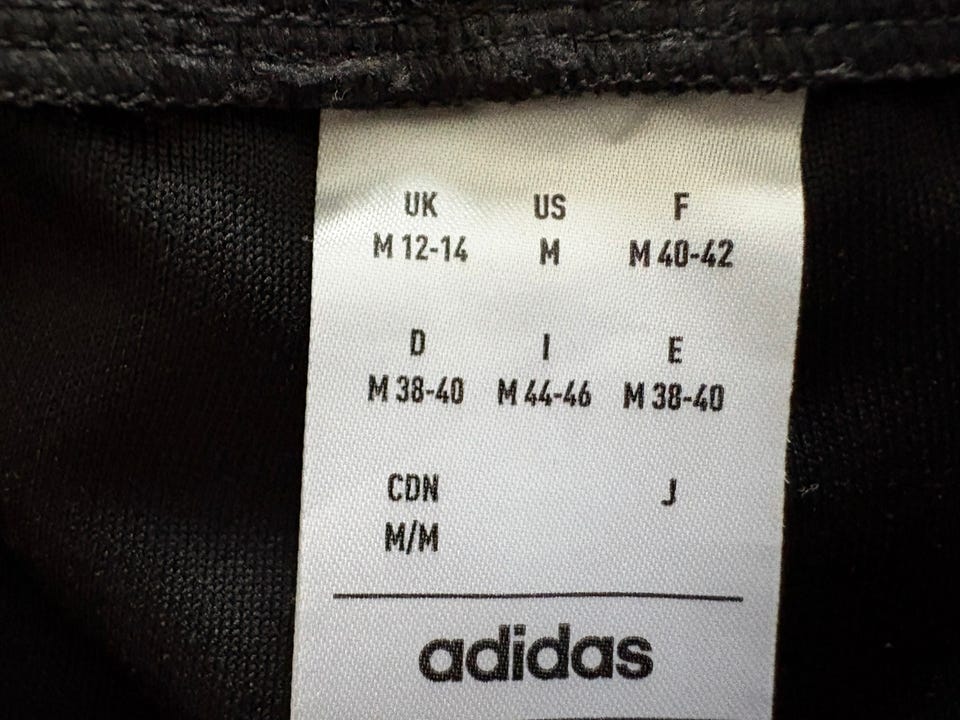 UK US F
M 12-14 M M 40-42
D I E
M 38-40 M 44-46 M 38-40
CDN J
M/M
adidas